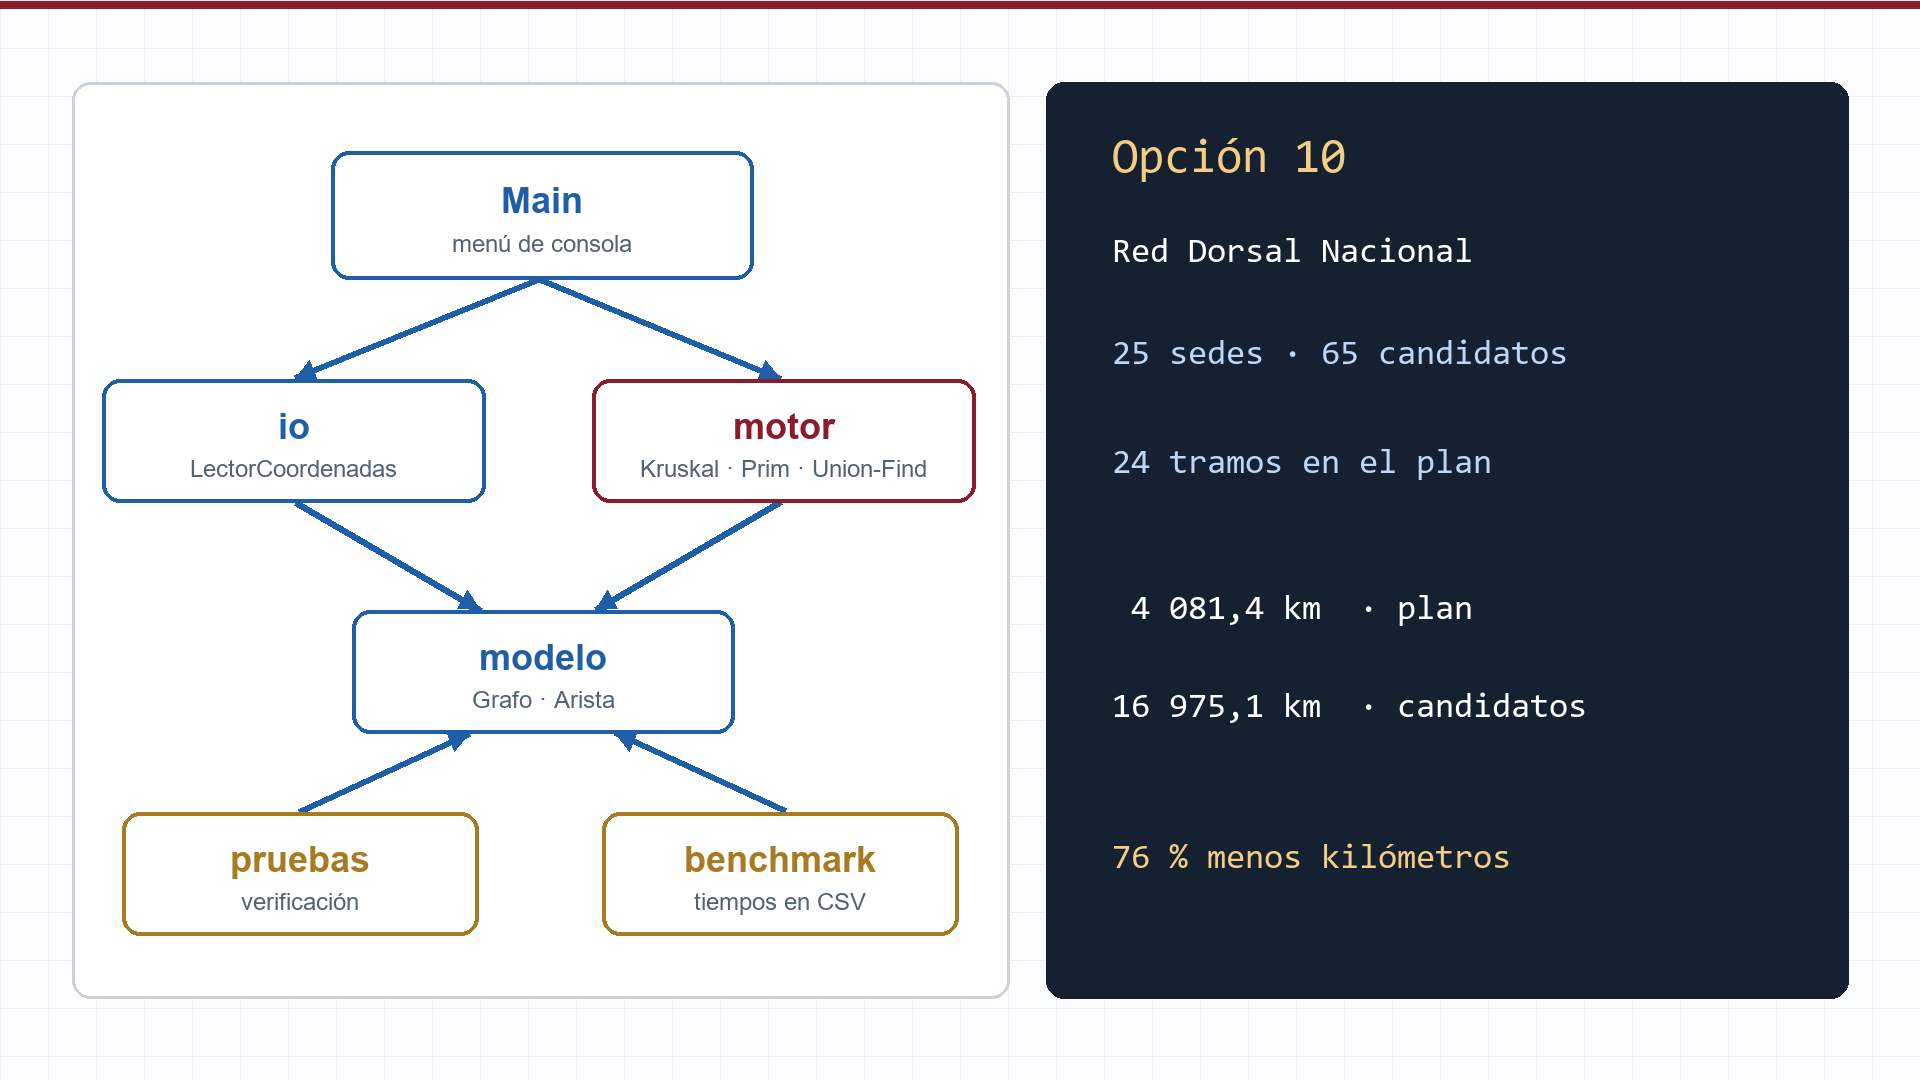 Main
menú de consola
io
LectorCoordenadas
motor
Kruskal · Prim · Union-Find
modelo
Grafo · Arista
pruebas
verificación
benchmark
tiempos en CSV
Opción 10
Red Dorsal Nacional
25 sedes · 65 candidatos
24 tramos en el plan
4 081,4 km · plan
16 975,1 km · candidatos
76 % menos kilómetros